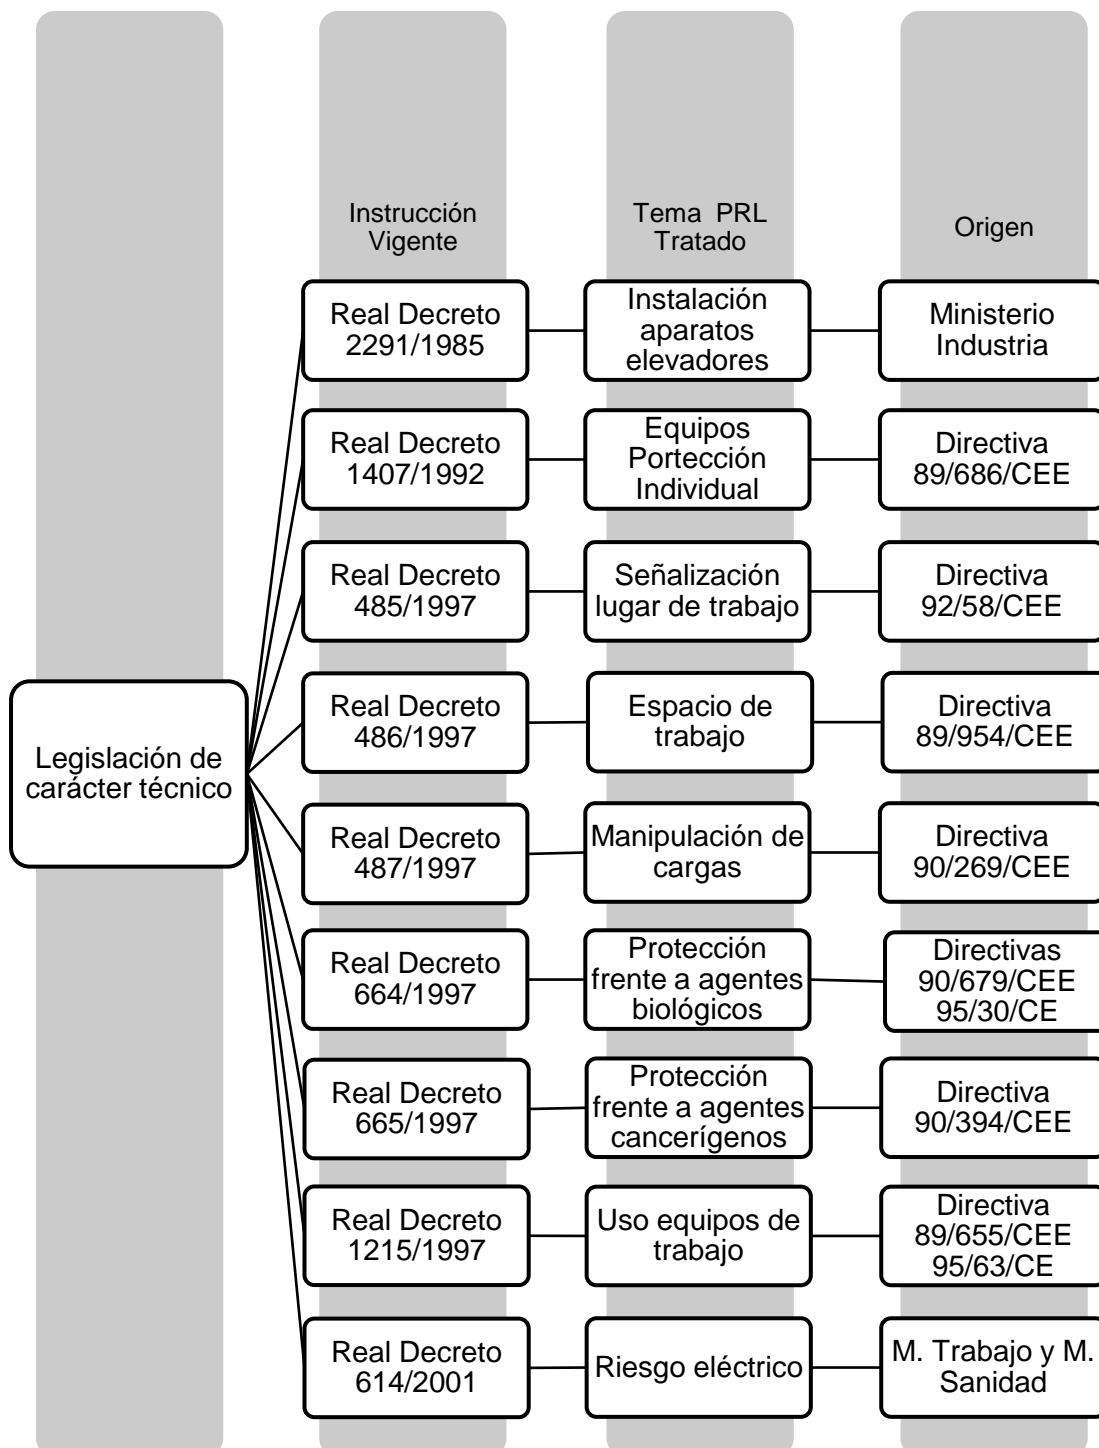 Instrucción
Vigente
Tema PRL
Tratado
Origen
Legislación de
carácter técnico
Real Decreto
2291/1985
Instalación
aparatos
elevadores
Ministerio
Industria
Real Decreto
1407/1992
Equipos
Portección
Individual
Directiva
89/686/CEE
Real Decreto
485/1997
Señalización
lugar de trabajo
Directiva
92/58/CEE
Real Decreto
486/1997
Espacio de
trabajo
Directiva
89/954/CEE
Real Decreto
487/1997
Manipulación de
cargas
Directiva
90/269/CEE
Real Decreto
664/1997
Protección
frente a agentes
biológicos
Directivas
90/679/CEE
95/30/CE
Real Decreto
665/1997
Protección
frente a agentes
cancerígenos
Directiva
90/394/CEE
Real Decreto
1215/1997
Uso equipos de
trabajo
Directiva
89/655/CEE
95/63/CE
Real Decreto
614/2001
Riesgo eléctrico
M. Trabajo y M.
Sanidad